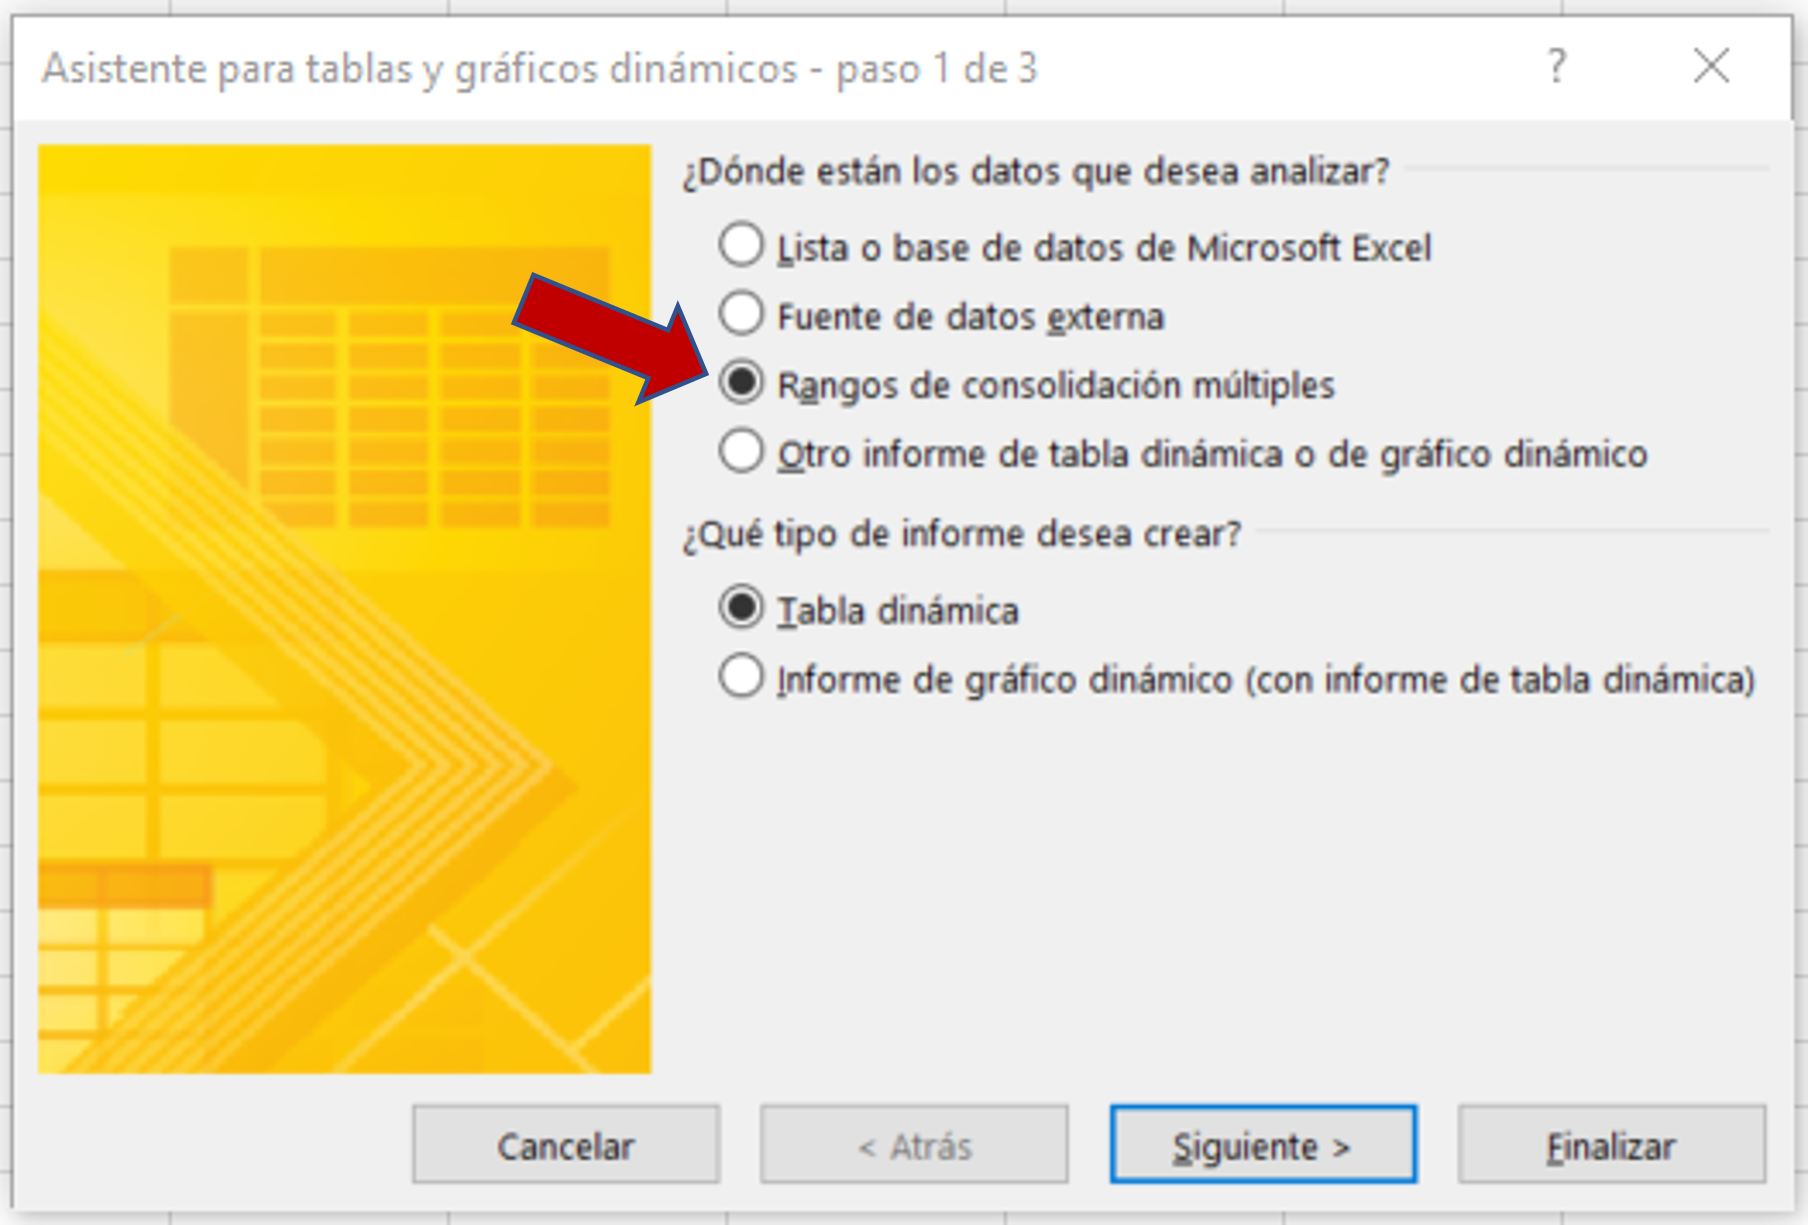 Asistente para tablas y gráficos dinámicos - paso 1 de 3
?
¿Dónde están los datos que desea analizar?
Lista o base de datos de Microsoft Excel
Fuente de datos externa
Rangos de consolidación múltiples
Otro informe de tabla dinámica o de gráfico dinámico
¿Qué tipo de informe desea crear?
Tabla dinámica
Informe de gráfico dinámico (con informe de tabla dinámica)
Cancelar
< Atrás
Siguiente >
Finalizar